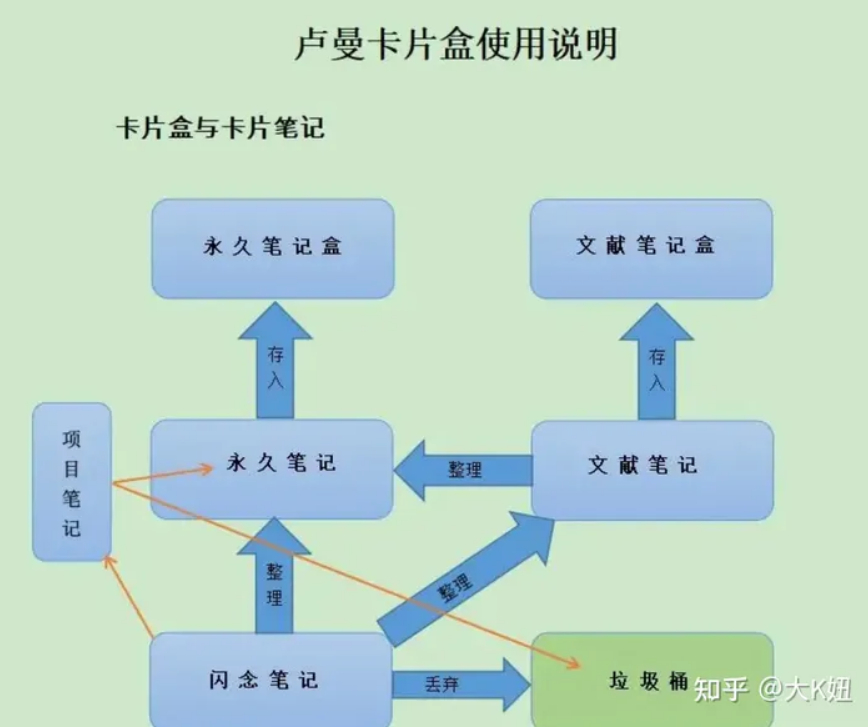 卢曼卡片盒使用说明
卡片盒与卡片笔记
永久笔记盒
文献笔记盒
存入
存入
项目笔记
永久笔记
整理
文献笔记
整理
整理
闪念笔记
丢弃
垃圾桶
知乎 @大K妞